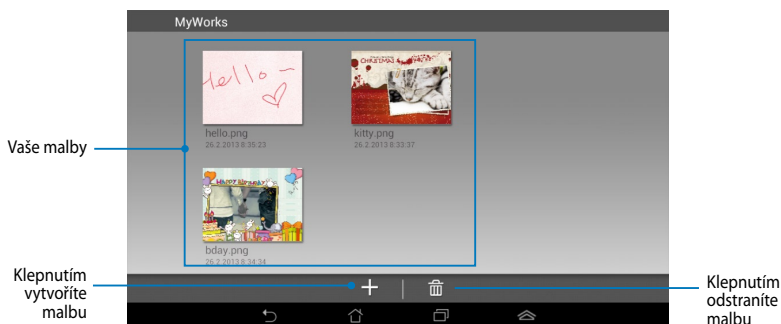 MyWorks
hello –
CHRISTMAS
hello.png
26.2.2013 8:35:23
kitty.png
26.2.2013 8:33:37
Vaše malby
HAPPY BIRTHDAY
bday.png
26.2.2013 8:34:34
Klepnutím
vytvoříte
malbu
Klepnutím
odstraníte
malbu